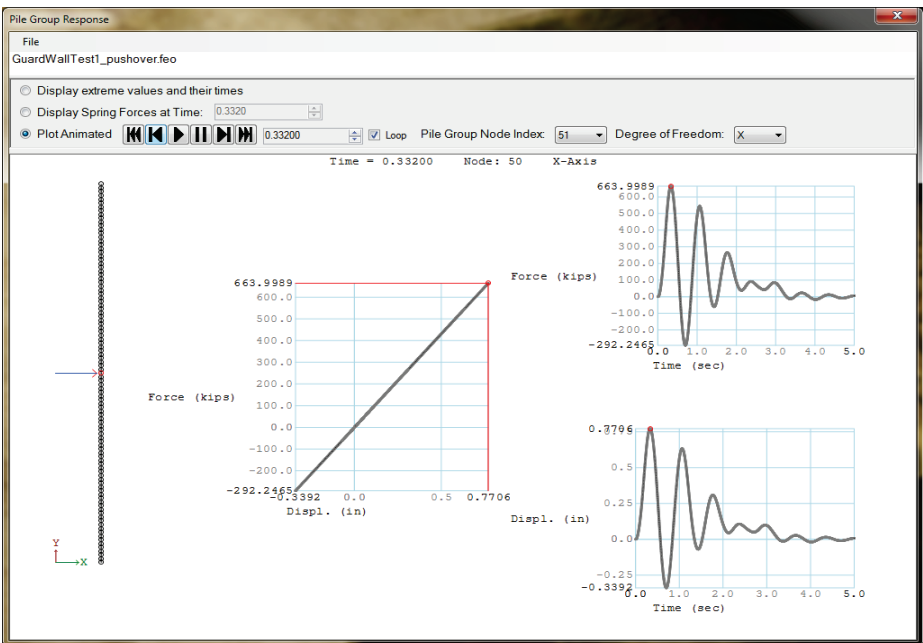 Pile Group Response
File
GuardWallTest1_pushover.feo
Display extreme values and their times
Display Spring Forces at Time: 0.3320
Plot Animated 0.33200 Loop Pile Group Node Index: 51 Degree of Freedom: X
Time = 0.33200 Node: 50 X-Axis
663.9989
600.0
500.0
400.0
300.0
200.0
100.0
0.0
-100.0
-200.0
-292.2465
Force (kips)
0.0 1.0 2.0 3.0 4.0 5.0
Time (sec)
663.9989
600.0
500.0
400.0
300.0
200.0
100.0
0.0
-100.0
-200.0
-292.2465
Force (kips)
-0.3392 0.0 0.5 0.7706
Displ. (in)
0.7706
0.5
0.25
0.0
-0.25
-0.3392
Displ. (in)
0.0 1.0 2.0 3.0 4.0 5.0
Time (sec)
Y
X